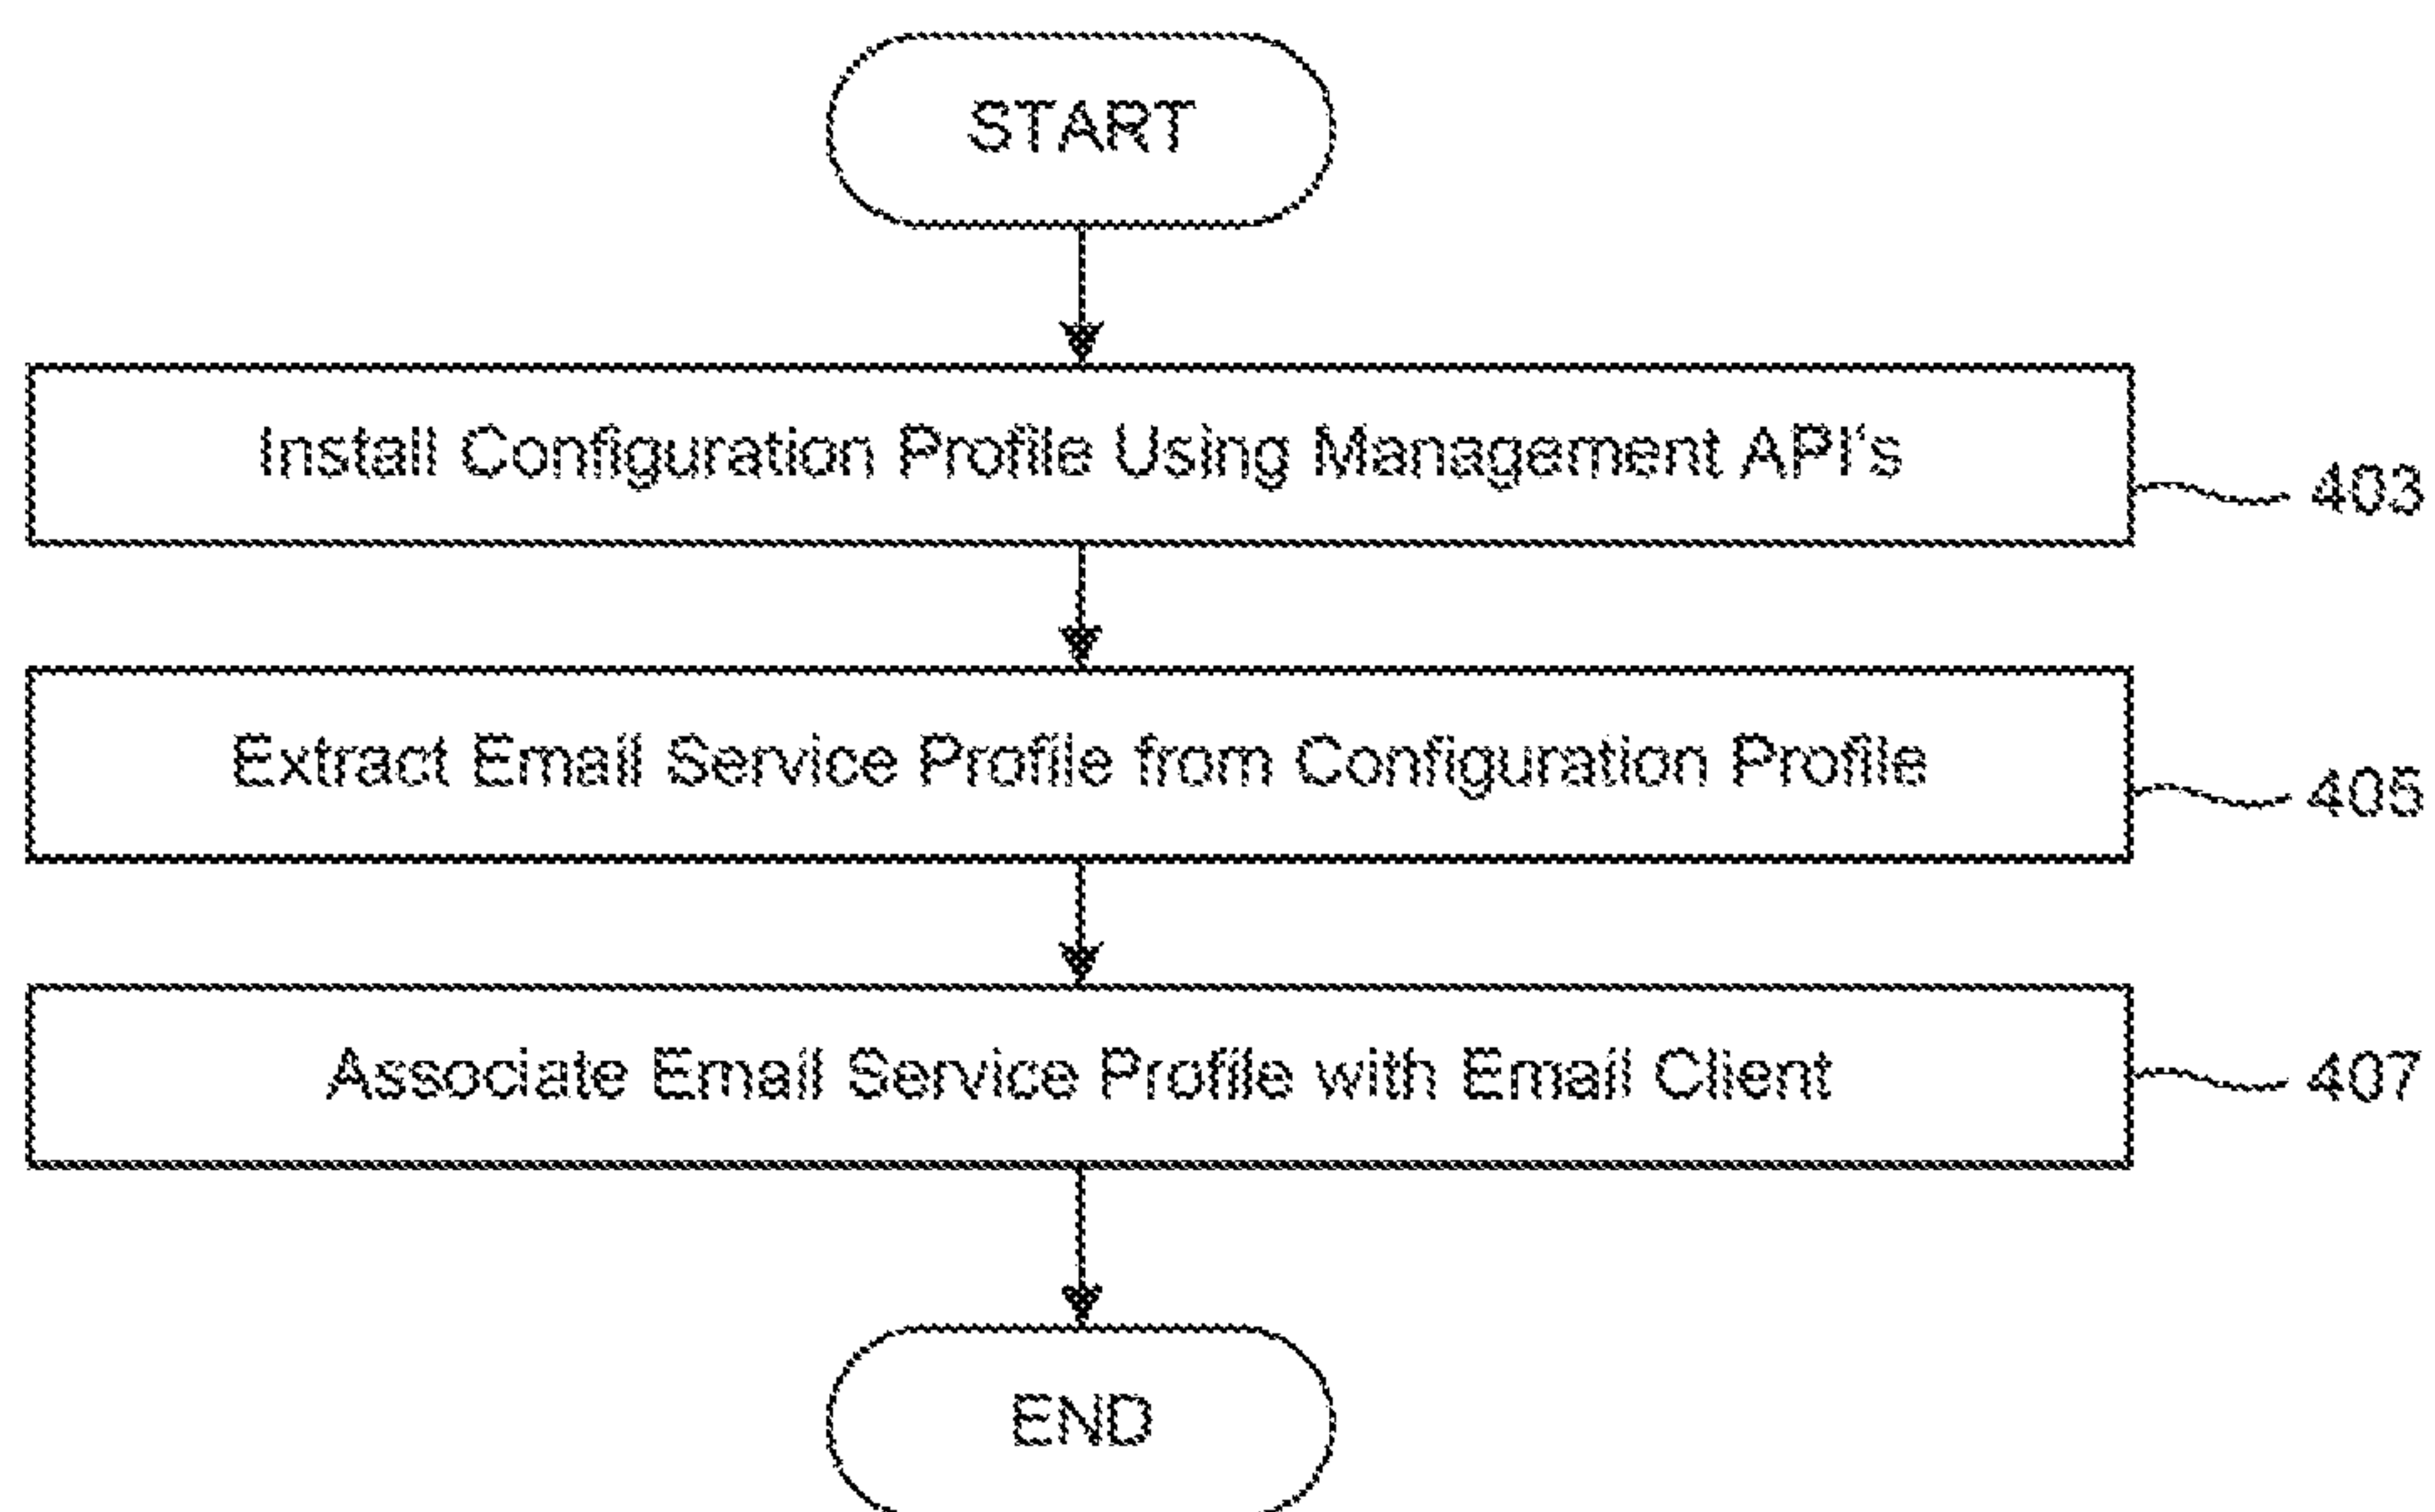 START
Install Configuration Profile Using Management API's
403
Extract Email Service Profile from Configuration Profile
405
Associate Email Service Profile with Email Client
407
END